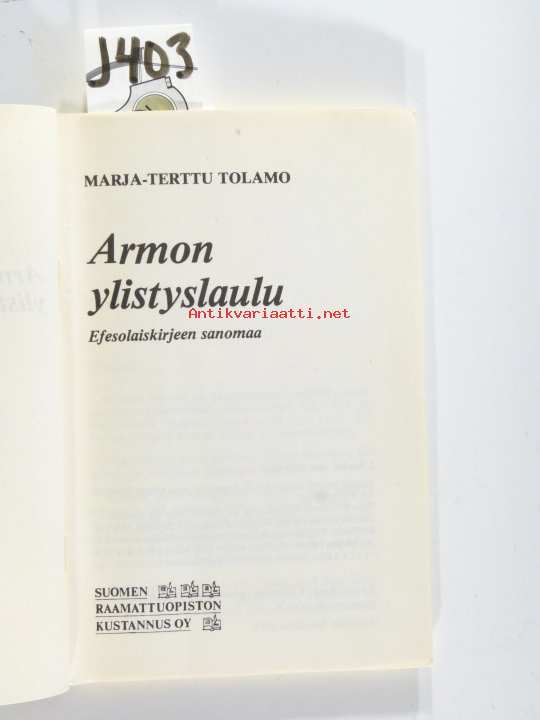 J403
MARJA-TERTTU TOLAMO
Armon
ylistyslaulu
Antikvariaatti.net
Efesolaiskirjeen sanomaa
SUOMEN
RAAMATTUOPISTON
KUSTANNUS OY